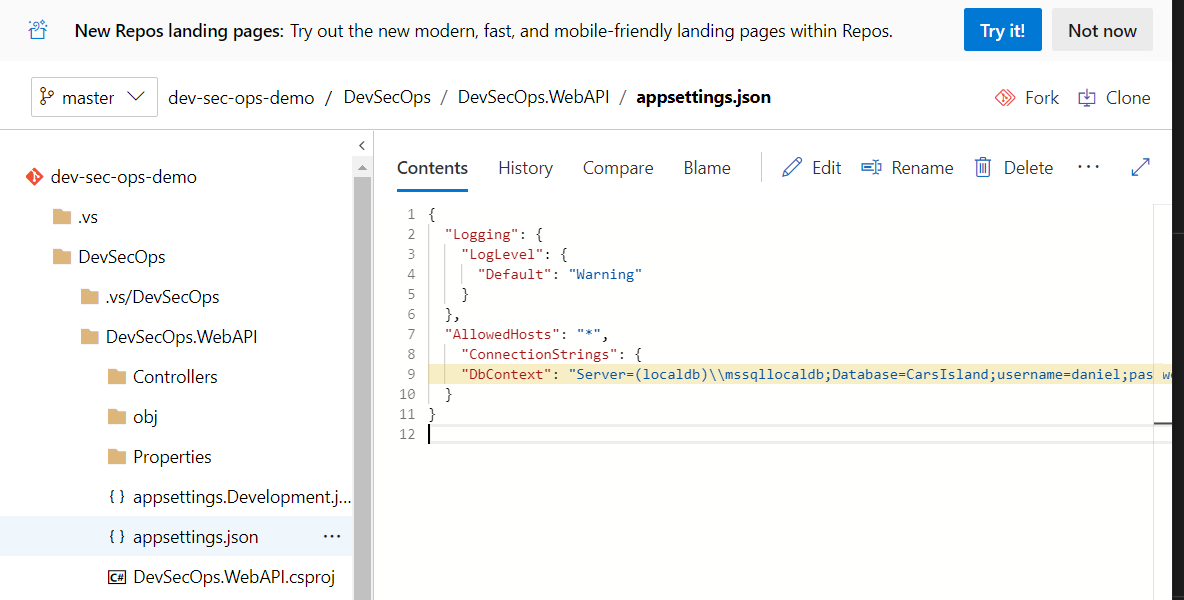 New Repos landing pages: Try out the new modern, fast, and mobile-friendly landing pages within Repos.
Try it!
Not now
master
dev-sec-ops-demo / DevSecOps / DevSecOps.WebAPI / appsettings.json
Fork
Clone
dev-sec-ops-demo
.vs
DevSecOps
.vs/DevSecOps
DevSecOps.WebAPI
Controllers
obj
Properties
{ } appsettings.Development.j...
{ } appsettings.json
...
C# DevSecOps.WebAPI.csproj
Contents
History
Compare
Blame
Edit
Rename
Delete
...
1 {
2 "Logging": {
3 "LogLevel": {
4 "Default": "Warning"
5 }
6 },
7 "AllowedHosts": "*",
8 "ConnectionStrings": {
9 "DbContext": "Server=(localdb)\\mssqllocaldb;Database=CarsIsland;username=daniel;pas
10 }
11 }
12